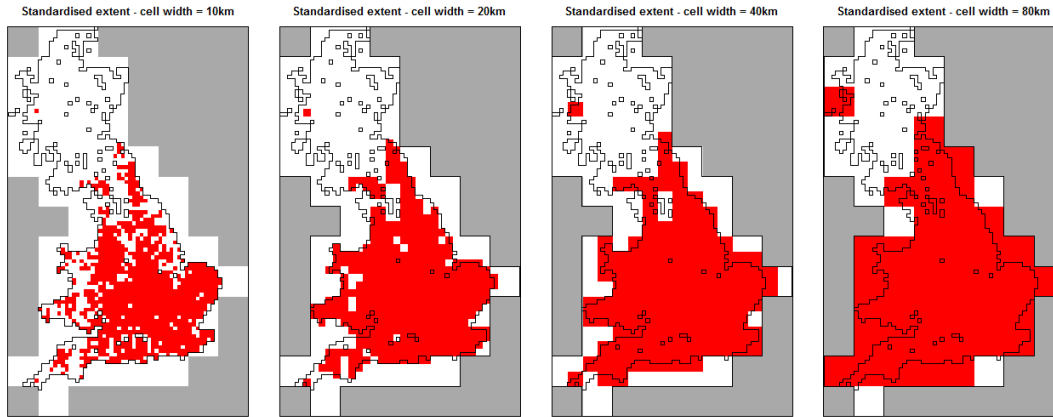 Standardised extent - cell width = 10km
Standardised extent - cell width = 20km
Standardised extent - cell width = 40km
Standardised extent - cell width = 80km